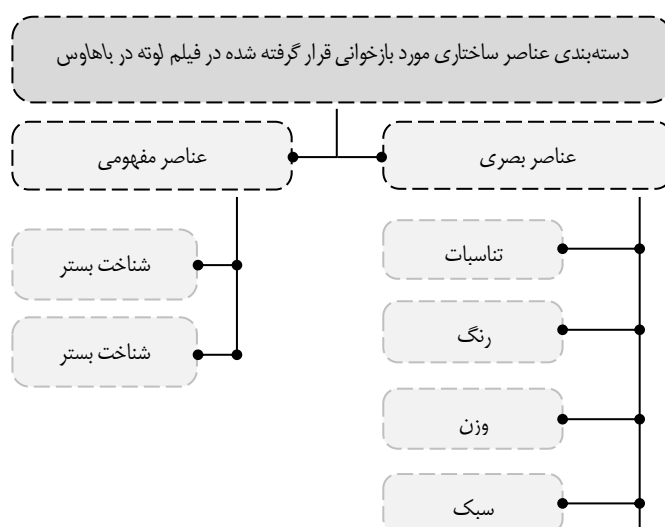 دسته‌بندی عناصر ساختاری مورد بازخوانی قرار گرفته شده در فیلم لوته در باهاوس
عناصر بصری
تناسبات
رنگ
وزن
سبک
عناصر مفهومی
شناخت بستر
شناخت بستر